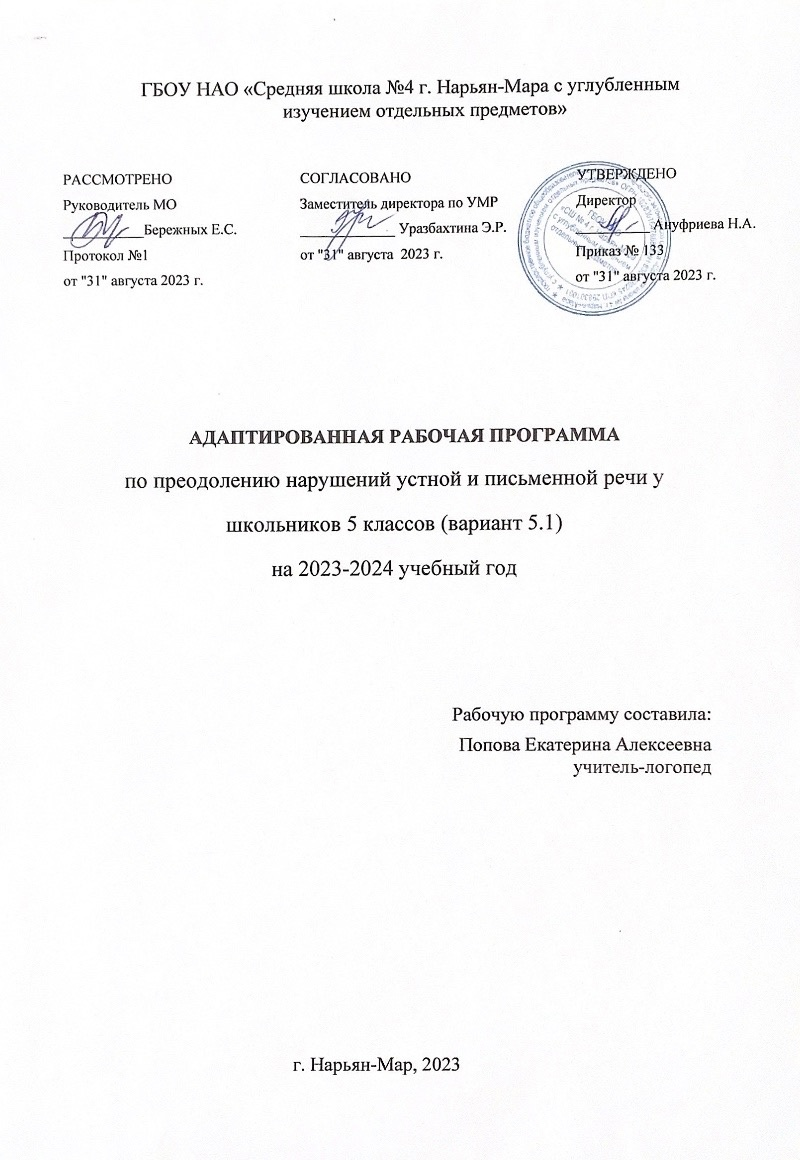 ГБОУ НАО «Средняя школа №4 г. Нарьян-Мара с углубленным
изучением отдельных предметов»
РАССМОТРЕНО
Руководитель МО
____________Бережных Е.С.
Протокол №1
от "31" августа 2023 г.
СОГЛАСОВАНО
Заместитель директора по УМР
______________ Уразбахтина Э.Р.
от "31" августа 2023 г.
УТВЕРЖДЕНО
Директор
___________Ануфриева Н.А.
Приказ № 133
от "31" августа 2023 г.
АДАПТИРОВАННАЯ РАБОЧАЯ ПРОГРАММА
по преодолению нарушений устной и письменной речи у
школьников 5 классов (вариант 5.1)
на 2023-2024 учебный год
Рабочую программу составила:
Попова Екатерина Алексеевна
учитель-логопед
г. Нарьян-Мар, 2023